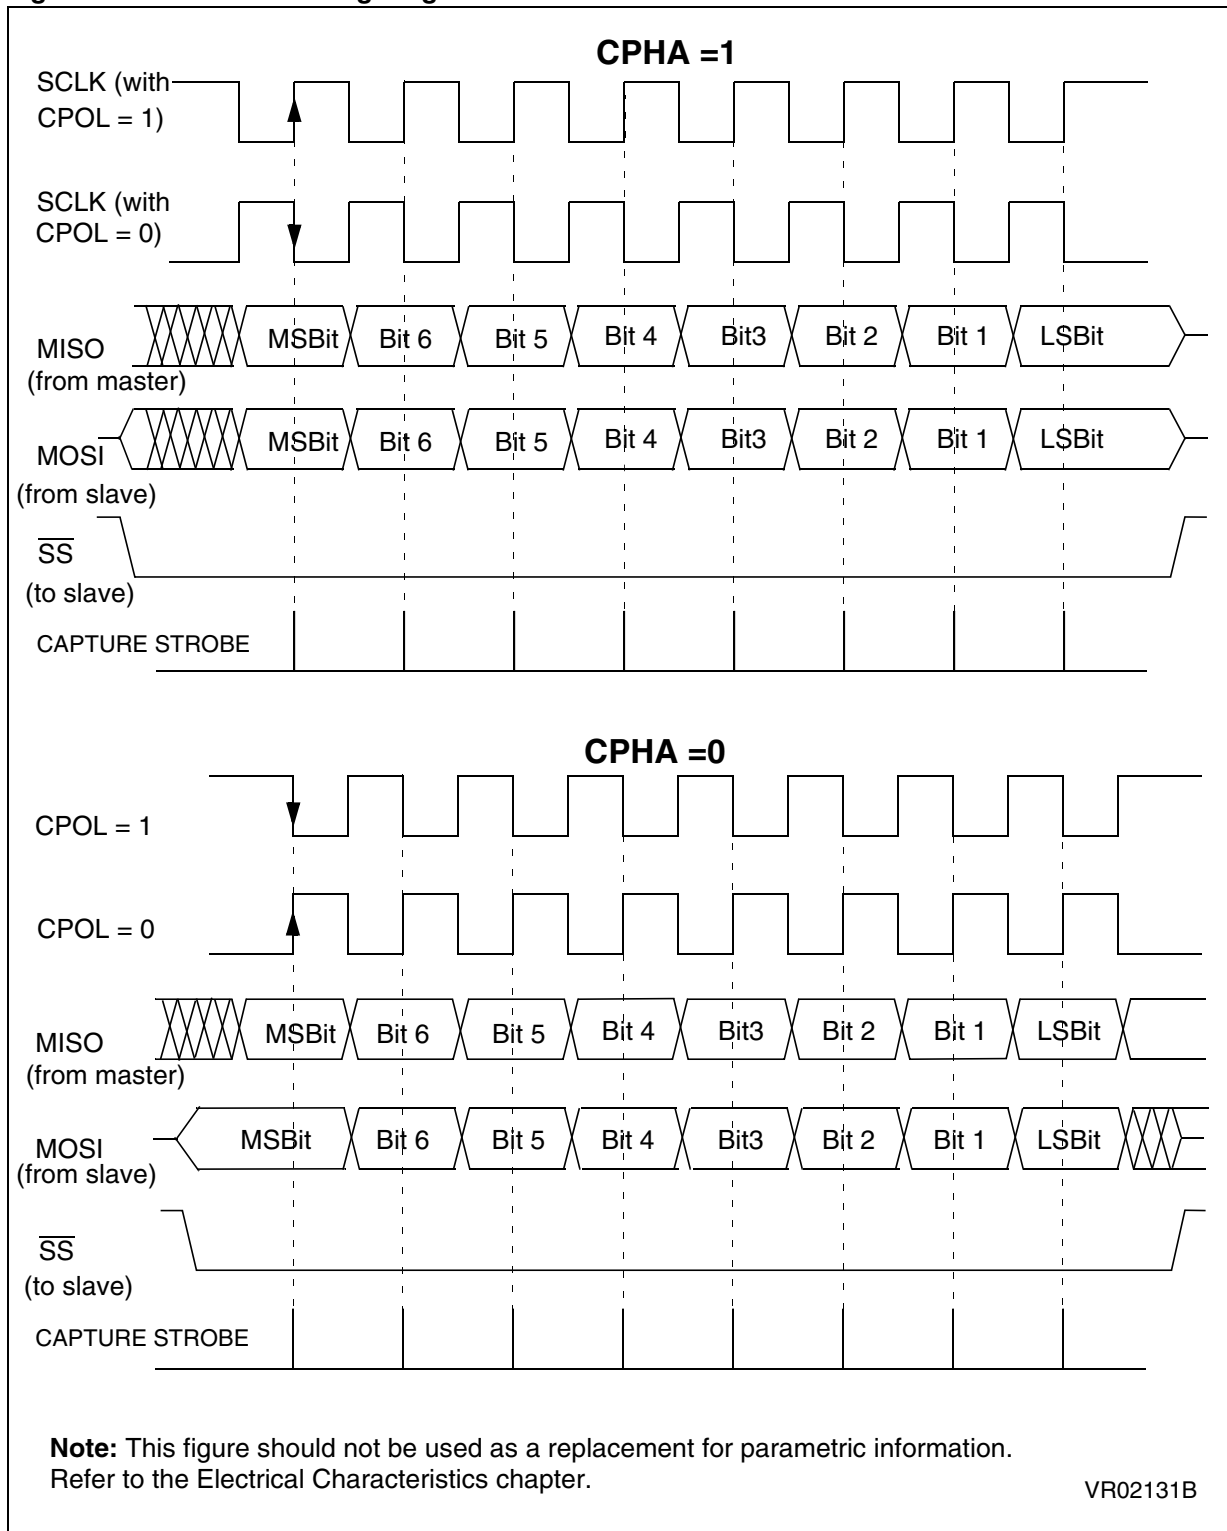 CPHA =1
SCLK (with
CPOL = 1)
SCLK (with
CPOL = 0)
MISO
(from master)
MSBit Bit 6 Bit 5 Bit 4 Bit3 Bit 2 Bit 1 LSBit
MOSI
(from slave)
MSBit Bit 6 Bit 5 Bit 4 Bit3 Bit 2 Bit 1 LSBit
SS
(to slave)
CAPTURE STROBE
CPHA =0
CPOL = 1
CPOL = 0
MISO
(from master)
MSBit Bit 6 Bit 5 Bit 4 Bit3 Bit 2 Bit 1 LSBit
MOSI
(from slave)
MSBit Bit 6 Bit 5 Bit 4 Bit3 Bit 2 Bit 1 LSBit
SS
(to slave)
CAPTURE STROBE
Note: This figure should not be used as a replacement for parametric information.
Refer to the Electrical Characteristics chapter.
VR02131B